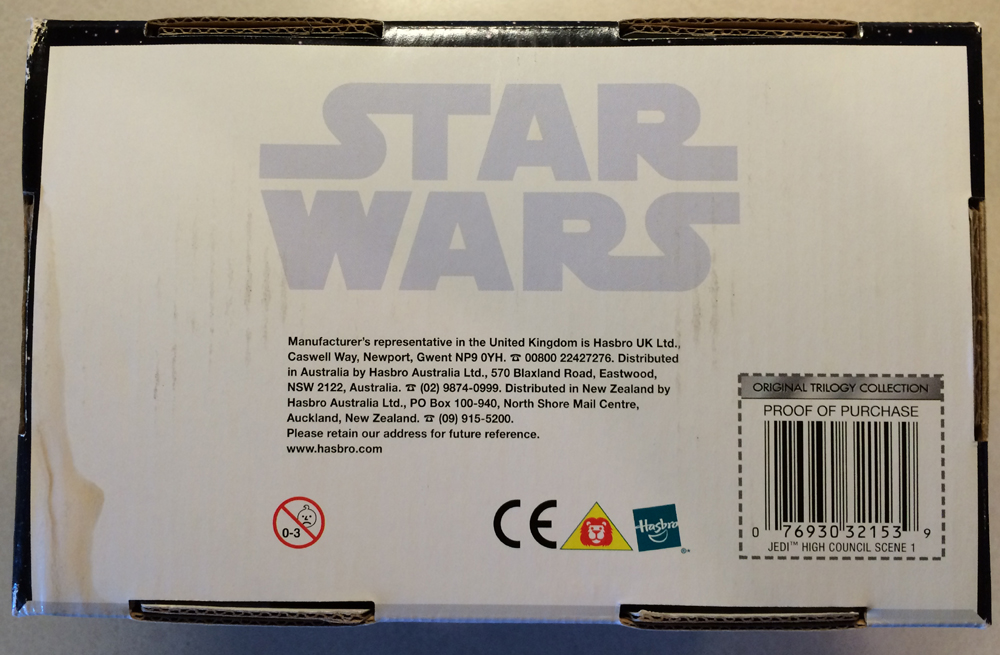 STAR
WARS
Manufacturer's representative in the United Kingdom is Hasbro UK Ltd.,
Caswell Way, Newport, Gwent NP9 0YH. ☎ 00800 22427276. Distributed
in Australia by Hasbro Australia Ltd., 570 Blaxland Road, Eastwood,
NSW 2122, Australia. ☎ (02) 9874-0999. Distributed in New Zealand by
Hasbro Australia Ltd., PO Box 100-940, North Shore Mail Centre,
Auckland, New Zealand. ☎ (09) 915-5200.
Please retain our address for future reference.
www.hasbro.com
0-3
CE
Hasbro
®*
ORIGINAL TRILOGY COLLECTION
PROOF OF PURCHASE
0 76930 32153 9
JEDI™ HIGH COUNCIL SCENE 1